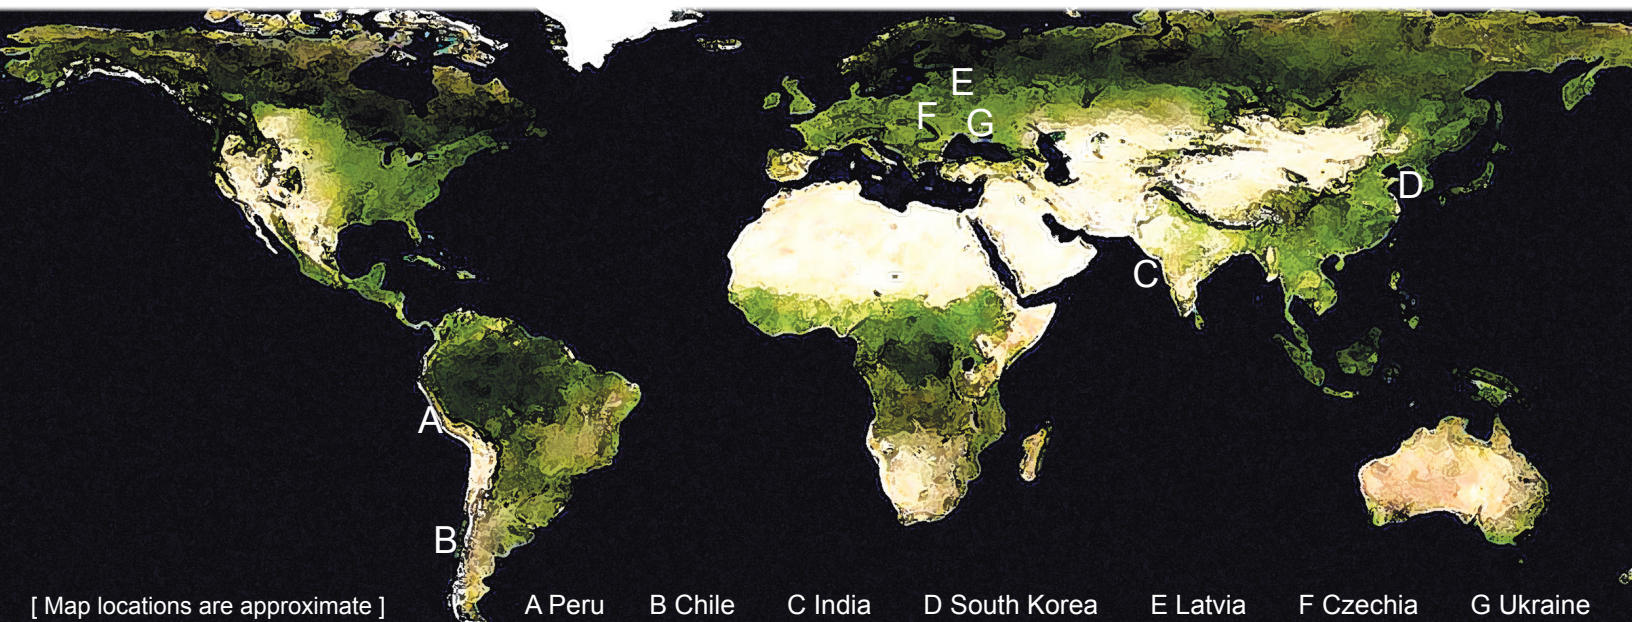 E
F
G
D
C
A
B
[ Map locations are approximate ] A Peru B Chile C India D South Korea E Latvia F Czechia G Ukraine